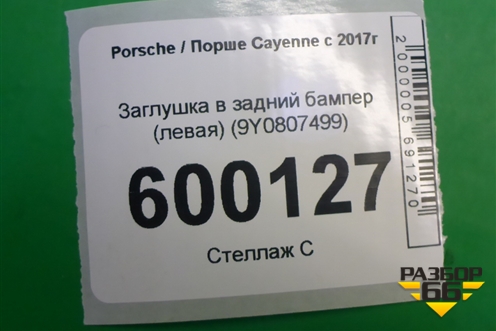 Porsche / Порше Cayenne с 2017г
Заглушка в задний бампер
(левая) (9Y0807499)
600127
Стеллаж С
2000005691270
РАЗБОР
66